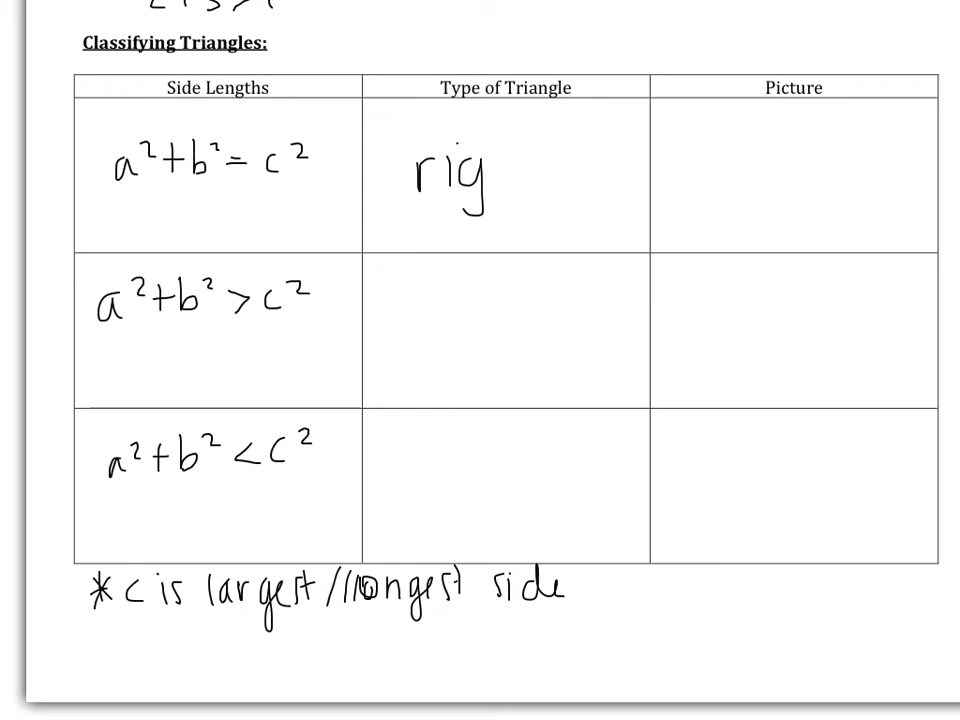 Classifying Triangles:
Side Lengths Type of Triangle Picture
a²+b²=c² rig
a²+b²>c²
a²+b²<c²
*c is largest/longest side